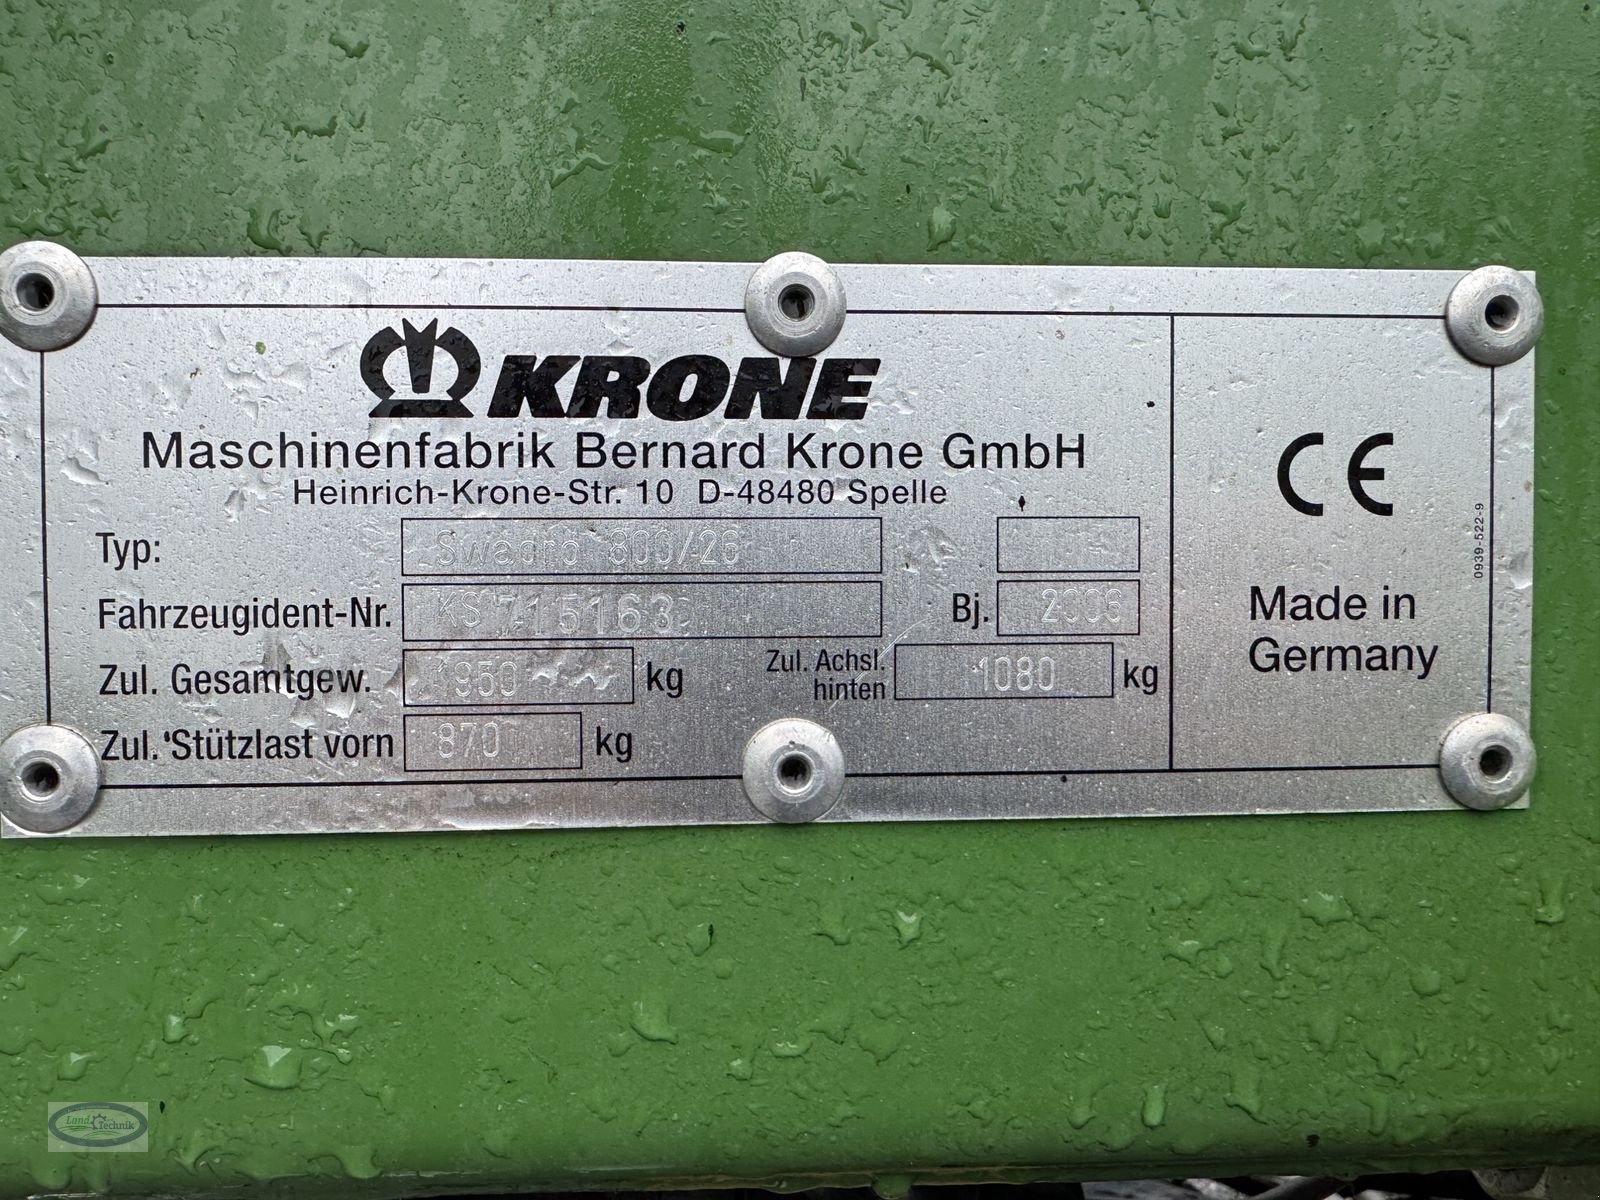 KRONE
Maschinenfabrik Bernard Krone GmbH
Heinrich-Krone-Str. 10 D-48480 Spelle
Typ: Swadro 800/26
Fahrzeugident-Nr. KS 715163 Bj.
Zul. Gesamtgew. 1950 kg Zul. Achsl. hinten 1080 kg
Zul. Stützlast vorn 870 kg
CE
Made in
Germany
0939-522-9
Land Technik